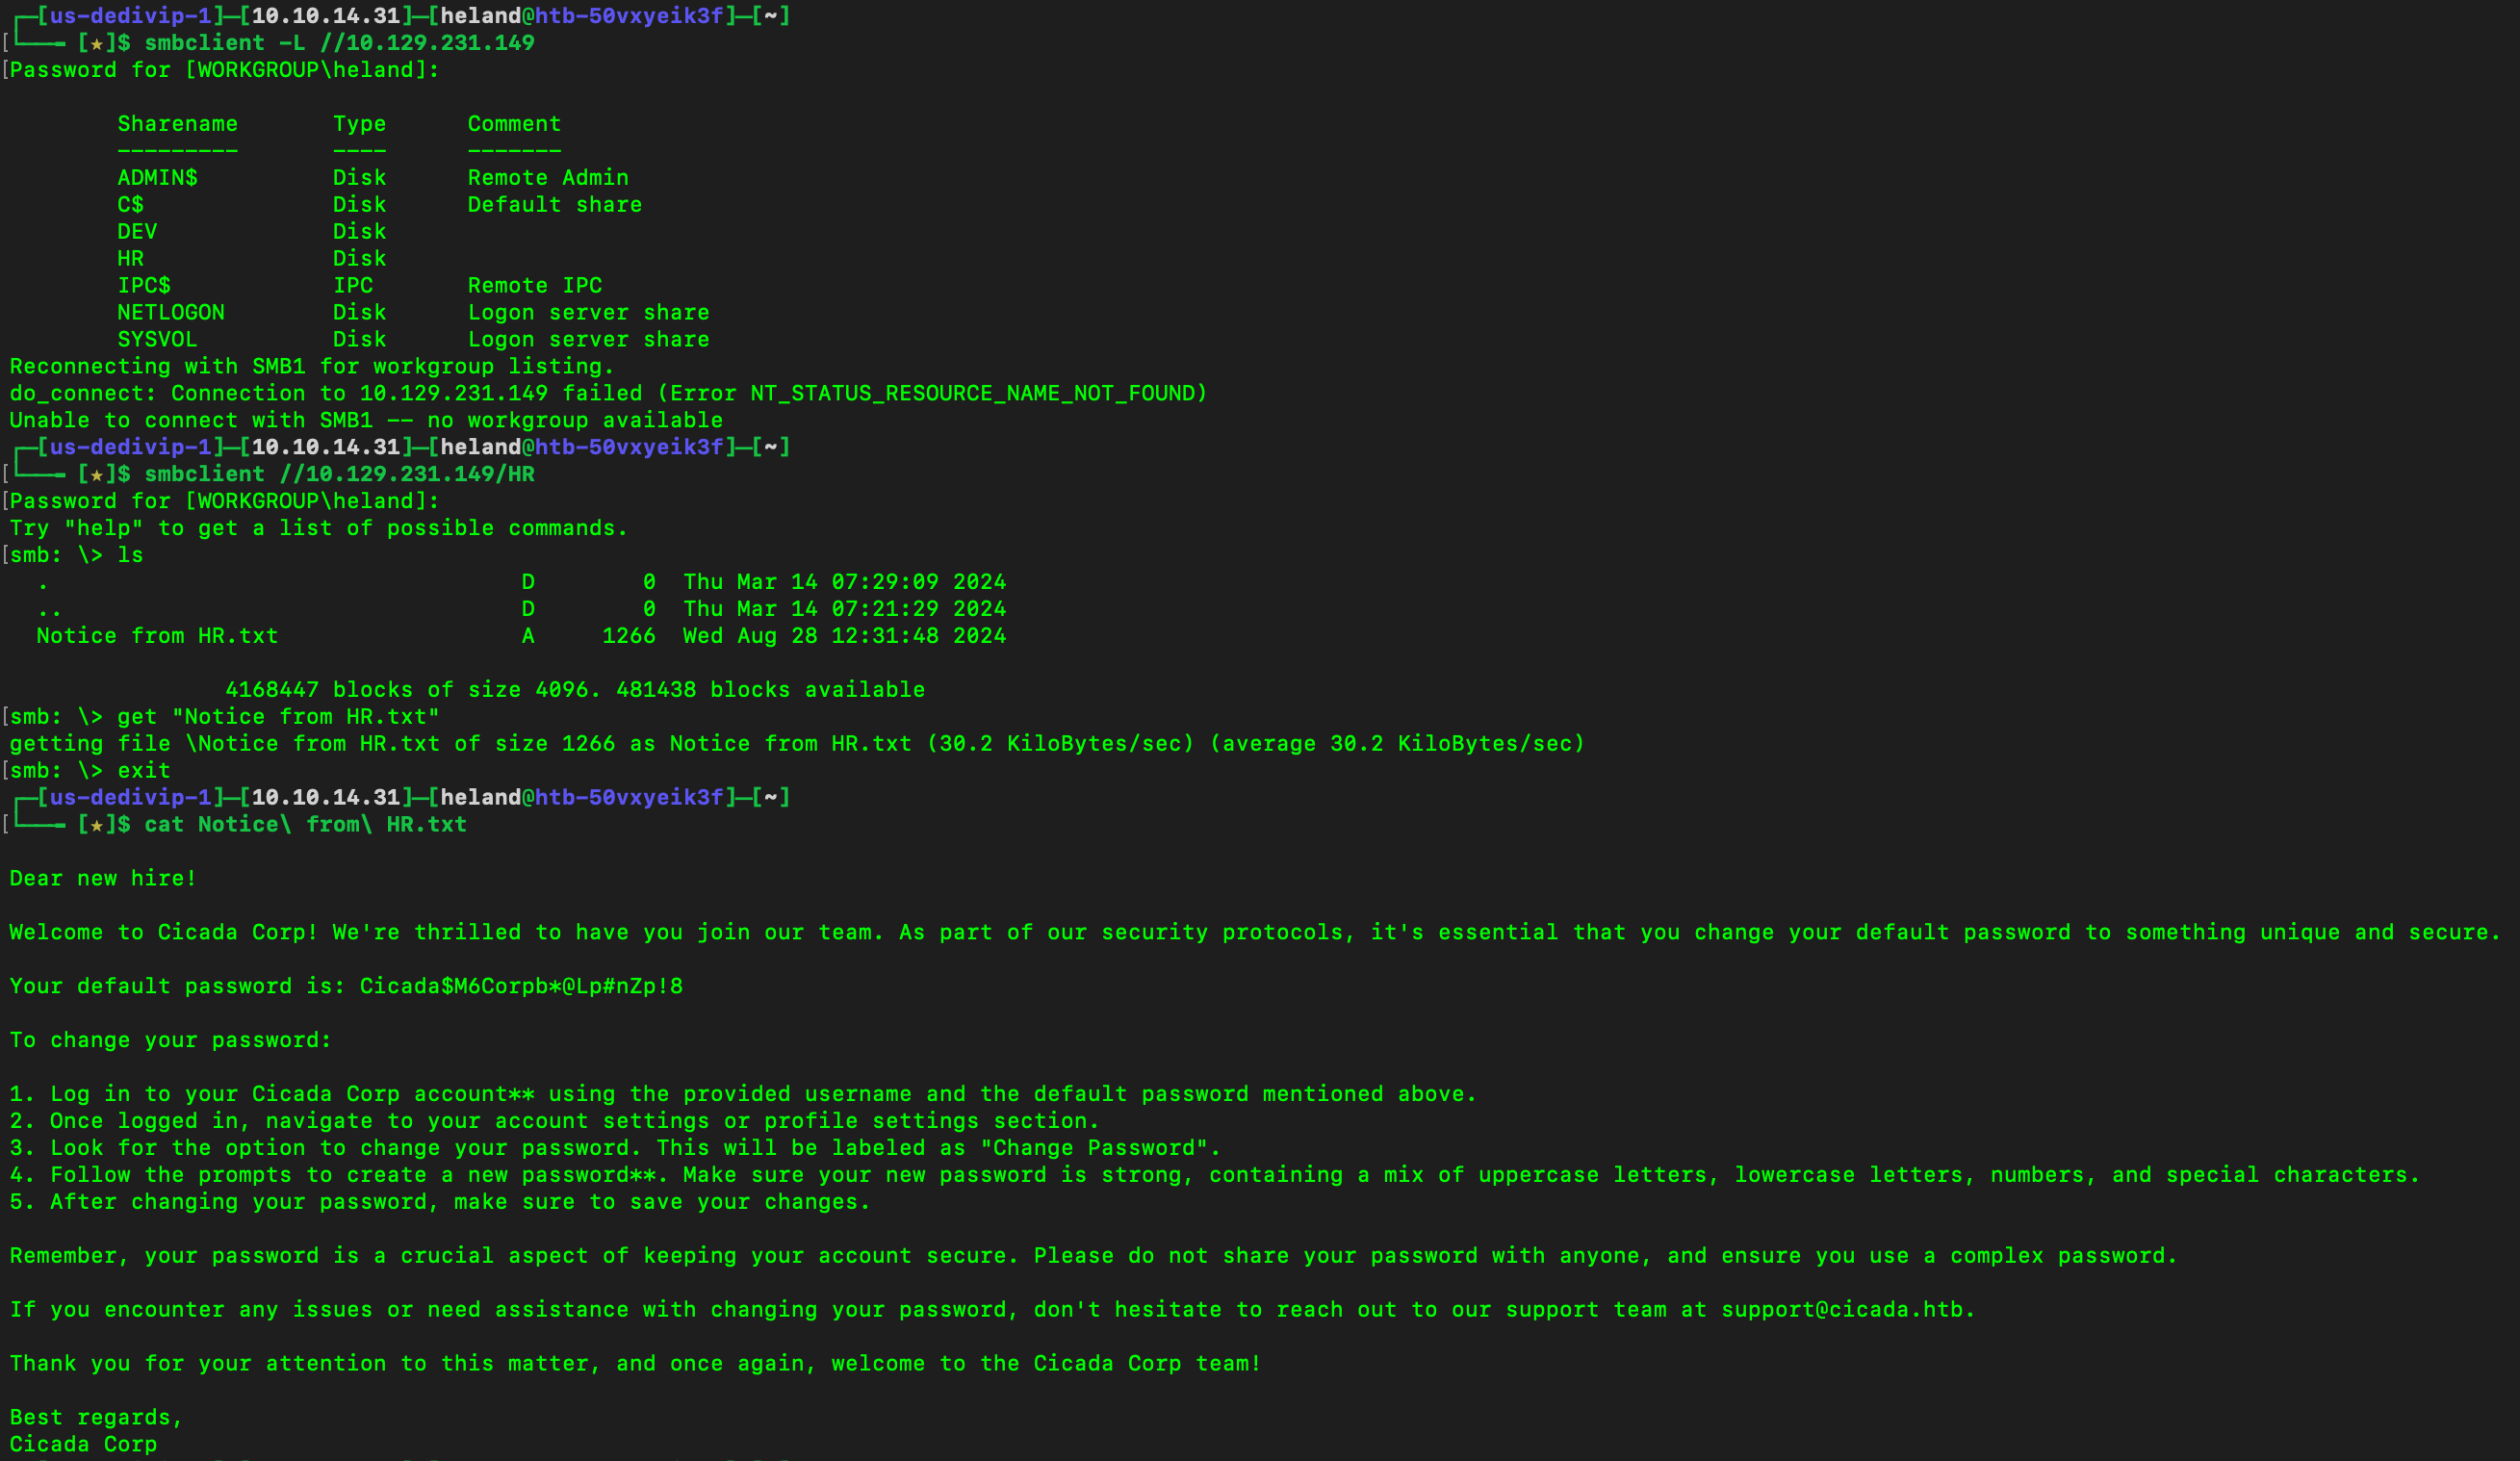 ┌─[us-dedivip-1]─[10.10.14.31]─[heland@htb-50vxyeik3f]─[~]
[└──╼ [★]$ smbclient -L //10.129.231.149
[Password for [WORKGROUP\heland]:
Sharename       Type      Comment
---------       ----      -------
ADMIN$          Disk      Remote Admin
C$              Disk      Default share
DEV             Disk
HR              Disk
IPC$            IPC       Remote IPC
NETLOGON        Disk      Logon server share
SYSVOL          Disk      Logon server share
Reconnecting with SMB1 for workgroup listing.
do_connect: Connection to 10.129.231.149 failed (Error NT_STATUS_RESOURCE_NAME_NOT_FOUND)
Unable to connect with SMB1 -- no workgroup available
┌─[us-dedivip-1]─[10.10.14.31]─[heland@htb-50vxyeik3f]─[~]
[└──╼ [★]$ smbclient //10.129.231.149/HR
[Password for [WORKGROUP\heland]:
Try "help" to get a list of possible commands.
[smb: \> ls
.                                   D        0  Thu Mar 14 07:29:09 2024
..                                  D        0  Thu Mar 14 07:21:29 2024
Notice from HR.txt                  A     1266  Wed Aug 28 12:31:48 2024
4168447 blocks of size 4096. 481438 blocks available
[smb: \> get "Notice from HR.txt"
getting file \Notice from HR.txt of size 1266 as Notice from HR.txt (30.2 KiloBytes/sec) (average 30.2 KiloBytes/sec)
[smb: \> exit
┌─[us-dedivip-1]─[10.10.14.31]─[heland@htb-50vxyeik3f]─[~]
[└──╼ [★]$ cat Notice\ from\ HR.txt
Dear new hire!
Welcome to Cicada Corp! We're thrilled to have you join our team. As part of our security protocols, it's essential that you change your default password to something unique and secure.
Your default password is: Cicada$M6Corpb*@Lp#nZp!8
To change your password:
1. Log in to your Cicada Corp account** using the provided username and the default password mentioned above.
2. Once logged in, navigate to your account settings or profile settings section.
3. Look for the option to change your password. This will be labeled as "Change Password".
4. Follow the prompts to create a new password**. Make sure your new password is strong, containing a mix of uppercase letters, lowercase letters, numbers, and special characters.
5. After changing your password, make sure to save your changes.
Remember, your password is a crucial aspect of keeping your account secure. Please do not share your password with anyone, and ensure you use a complex password.
If you encounter any issues or need assistance with changing your password, don't hesitate to reach out to our support team at support@cicada.htb.
Thank you for your attention to this matter, and once again, welcome to the Cicada Corp team!
Best regards,
Cicada Corp